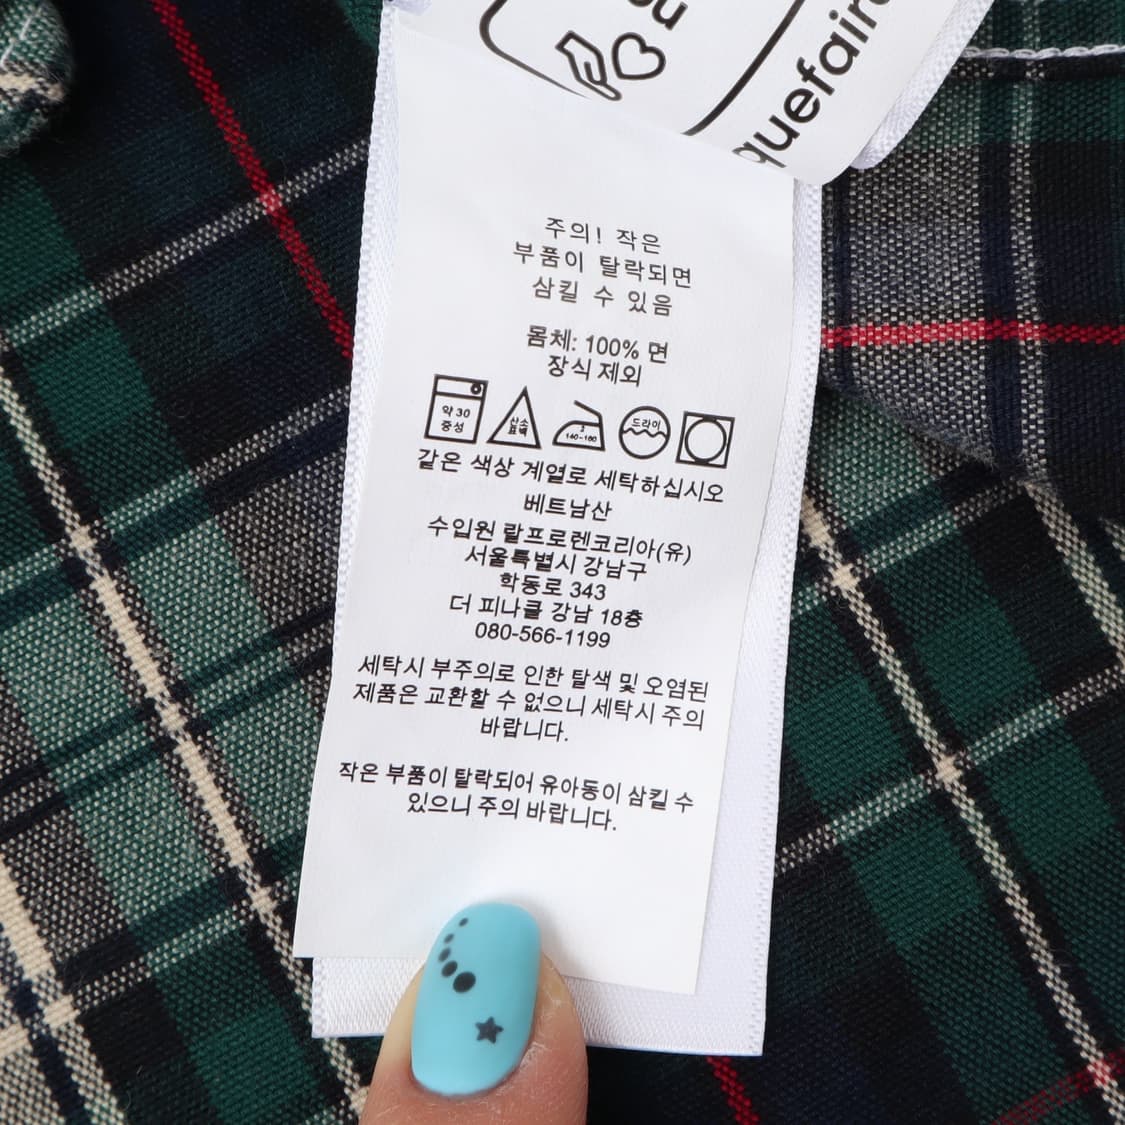 quefaire
주의! 작은
부품이 탈락되면
삼킬 수 있음
몸체: 100% 면
장식 제외
약 30
중성
산소
표백
2
140~160
드라이
같은 색상 계열로 세탁하십시오
베트남산
수입원 랄프로렌코리아(유)
서울특별시 강남구
학동로 343
더 피나클 강남 18층
080-566-1199
세탁시 부주의로 인한 탈색 및 오염된
제품은 교환할 수 없으니 세탁시 주의
바랍니다.
작은 부품이 탈락되어 유아동이 삼킬 수
있으니 주의 바랍니다.